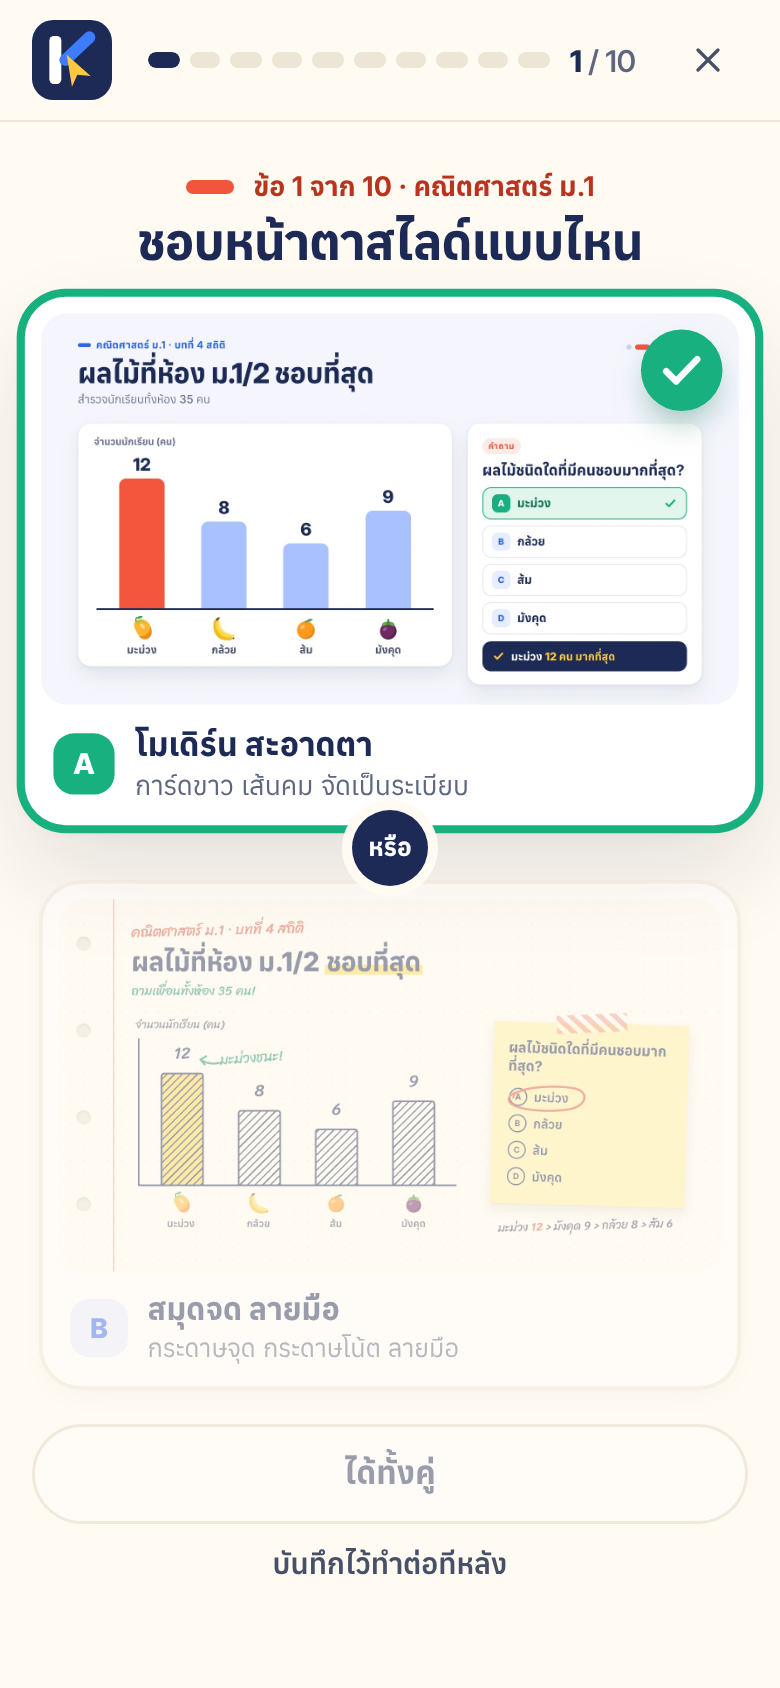 K
1 / 10
ข้อ 1 จาก 10 · คณิตศาสตร์ ม.1
ชอบหน้าตาสไลด์แบบไหน
คณิตศาสตร์ ม.1 · บทที่ 4 สถิติ
ผลไม้ที่ห้อง ม.1/2 ชอบที่สุด
สำรวจนักเรียนทั้งห้อง 35 คน
จำนวนนักเรียน (คน)
12
8
6
9
มะม่วง
กล้วย
ส้ม
มังคุด
คำถาม
ผลไม้ชนิดใดที่มีคนชอบมากที่สุด?
A มะม่วง
B กล้วย
C ส้ม
D มังคุด
มะม่วง 12 คน มากที่สุด
A
โมเดิร์น สะอาดตา
การ์ดขาว เส้นคม จัดเป็นระเบียบ
หรือ
คณิตศาสตร์ ม.1 · บทที่ 4 สถิติ
ผลไม้ที่ห้อง ม.1/2 ชอบที่สุด
ถามเพื่อนทั้งห้อง 35 คน!
จำนวนนักเรียน (คน)
12
มะม่วงชนะ!
8
6
9
มะม่วง
กล้วย
ส้ม
มังคุด
ผลไม้ชนิดใดที่มีคนชอบมาก
ที่สุด?
A มะม่วง
B กล้วย
C ส้ม
D มังคุด
มะม่วง 12 > มังคุด 9 > กล้วย 8 > ส้ม 6
B
สมุดจด ลายมือ
กระดาษจุด กระดาษโน้ต ลายมือ
ได้ทั้งคู่
บันทึกไว้ทำต่อทีหลัง